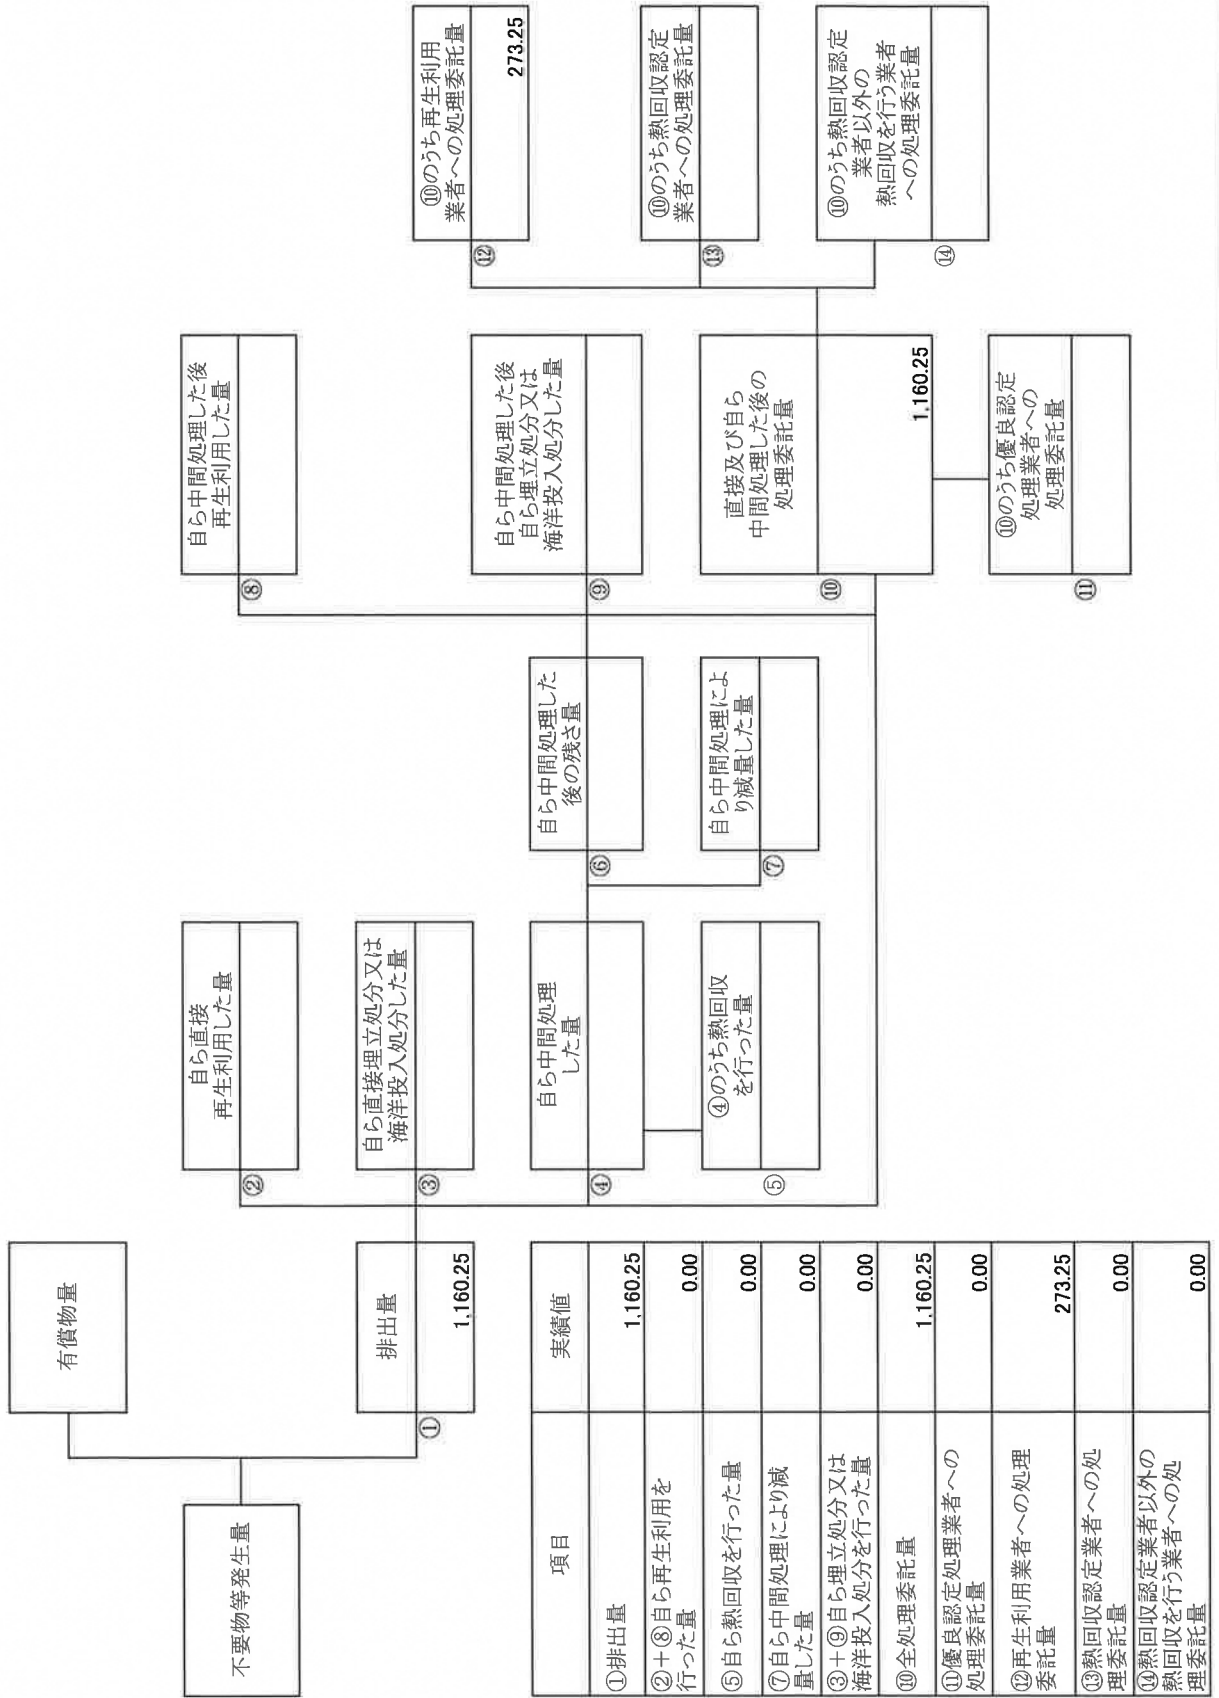 不要物等発生量
有償物量
①
排出量
1,160.25
②
自ら直接
再生利用した量
③
自ら直接埋立処分又は
海洋投入処分した量
④
自ら中間処理
した量
⑤
④のうち熱回収
を行った量
⑥
自ら中間処理した
後の残さ量
⑦
自ら中間処理によ
り減量した量
⑧
自ら中間処理した後
再生利用した量
⑨
自ら中間処理した後
自ら埋立処分又は
海洋投入処分した量
⑩
直接及び自ら
中間処理した後の
処理委託量
1,160.25
⑪
⑩のうち優良認定
処理業者への
処理委託量
⑫
⑩のうち再生利用
業者への処理委託量
273.25
⑬
⑩のうち熱回収認定
業者への処理委託量
⑭
⑩のうち熱回収認定
業者以外の
熱回収を行う業者
への処理委託量
項目 実績値
①排出量 1,160.25
②+⑧自ら再生利用を
行った量 0.00
⑤自ら熱回収を行った量 0.00
⑦自ら中間処理により減
量した量 0.00
③+⑨自ら埋立処分又は
海洋投入処分を行った量 0.00
⑩全処理委託量 1,160.25
⑪優良認定処理業者への
処理委託量 0.00
⑫再生利用業者への処理
委託量 273.25
⑬熱回収認定業者への処
理委託量 0.00
⑭熱回収認定業者以外の
熱回収を行う業者への処
理委託量 0.00